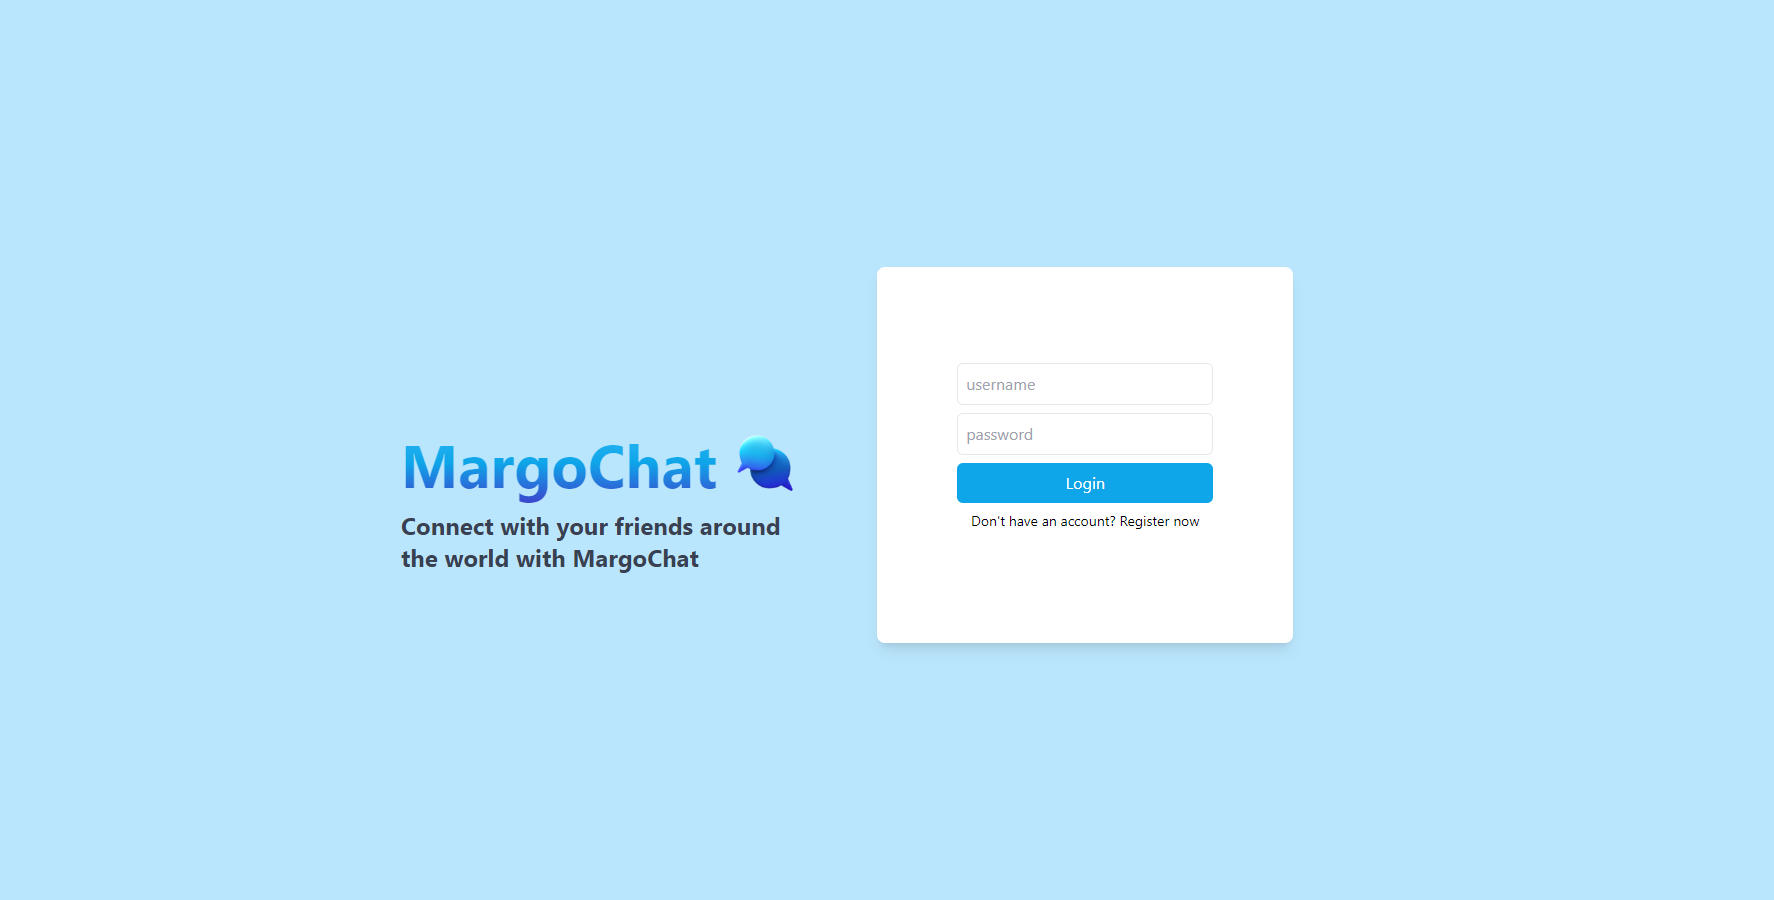 MargoChat
Connect with your friends around
the world with MargoChat
username
password
Login
Don't have an account? Register now